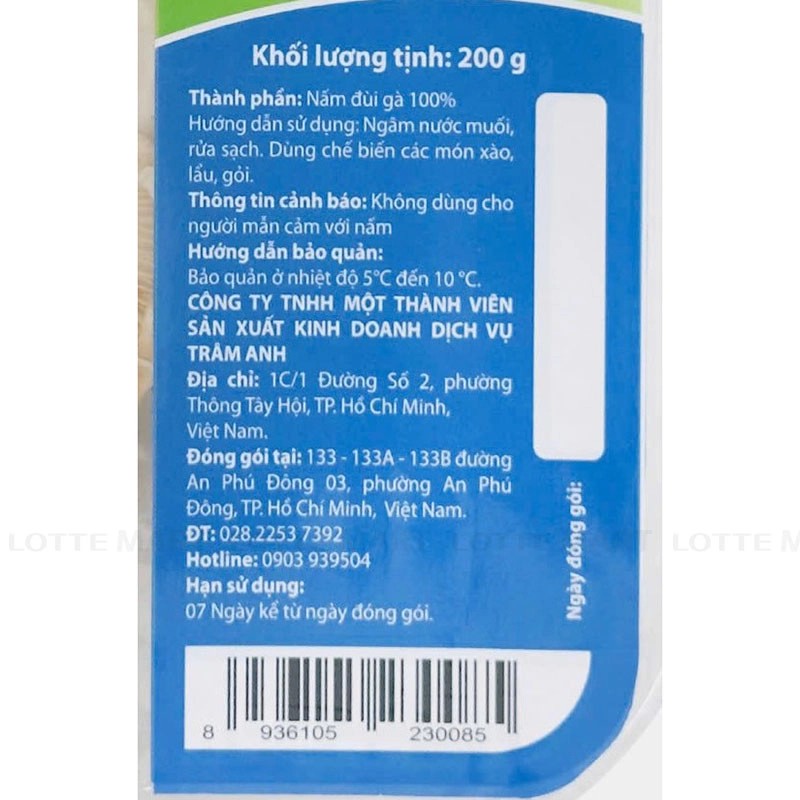 Khối lượng tịnh: 200 g
Thành phần: Nấm đùi gà 100%
Hướng dẫn sử dụng: Ngâm nước muối,
rửa sạch. Dùng chế biến các món xào,
lẩu, gỏi.
Thông tin cảnh báo: Không dùng cho
người mẫn cảm với nấm
Hướng dẫn bảo quản:
Bảo quản ở nhiệt độ 5°C đến 10 °C.
CÔNG TY TNHH MỘT THÀNH VIÊN
SẢN XUẤT KINH DOANH DỊCH VỤ
TRÂM ANH
Địa chỉ: 1C/1 Đường Số 2, phường
Thông Tây Hội, TP. Hồ Chí Minh,
Việt Nam.
Đóng gói tại: 133 - 133A - 133B đường
An Phú Đông 03, phường An Phú
Đông, TP. Hồ Chí Minh, Việt Nam.
ĐT: 028.2253 7392
Hotline: 0903 939504
Hạn sử dụng:
07 Ngày kể từ ngày đóng gói.
Ngày đóng gói:
8 936105 230085
LOTTE MART
LOTTE MART
LOTTE M